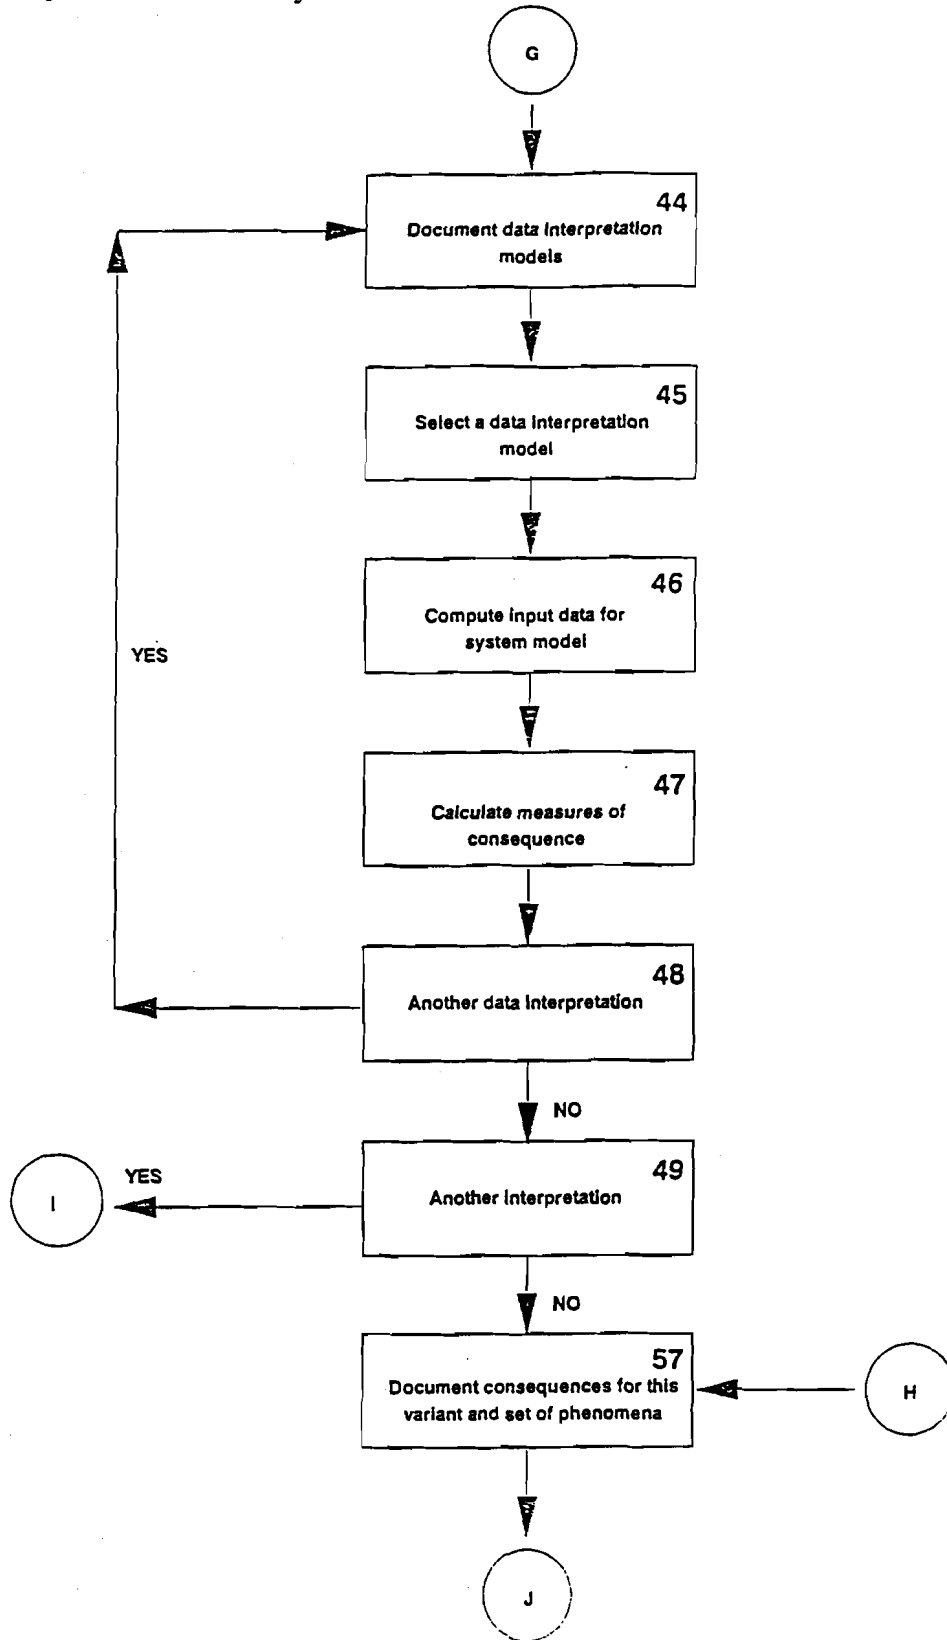 G
44
Document data interpretation
models
45
Select a data interpretation
model
46
Compute input data for
system model
YES
47
Calculate measures of
consequence
48
Another data interpretation
NO
49
Another interpretation
YES
I
NO
57
Document consequences for this
variant and set of phenomena
H
J